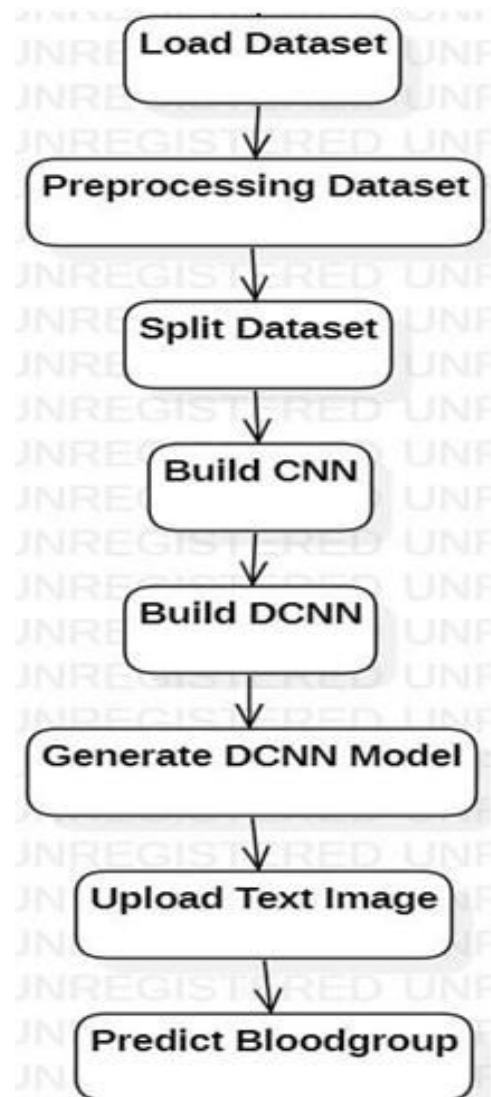 Load Dataset
Preprocessing Dataset
Split Dataset
Build CNN
Build DCNN
Generate DCNN Model
Upload Text Image
Predict Bloodgroup